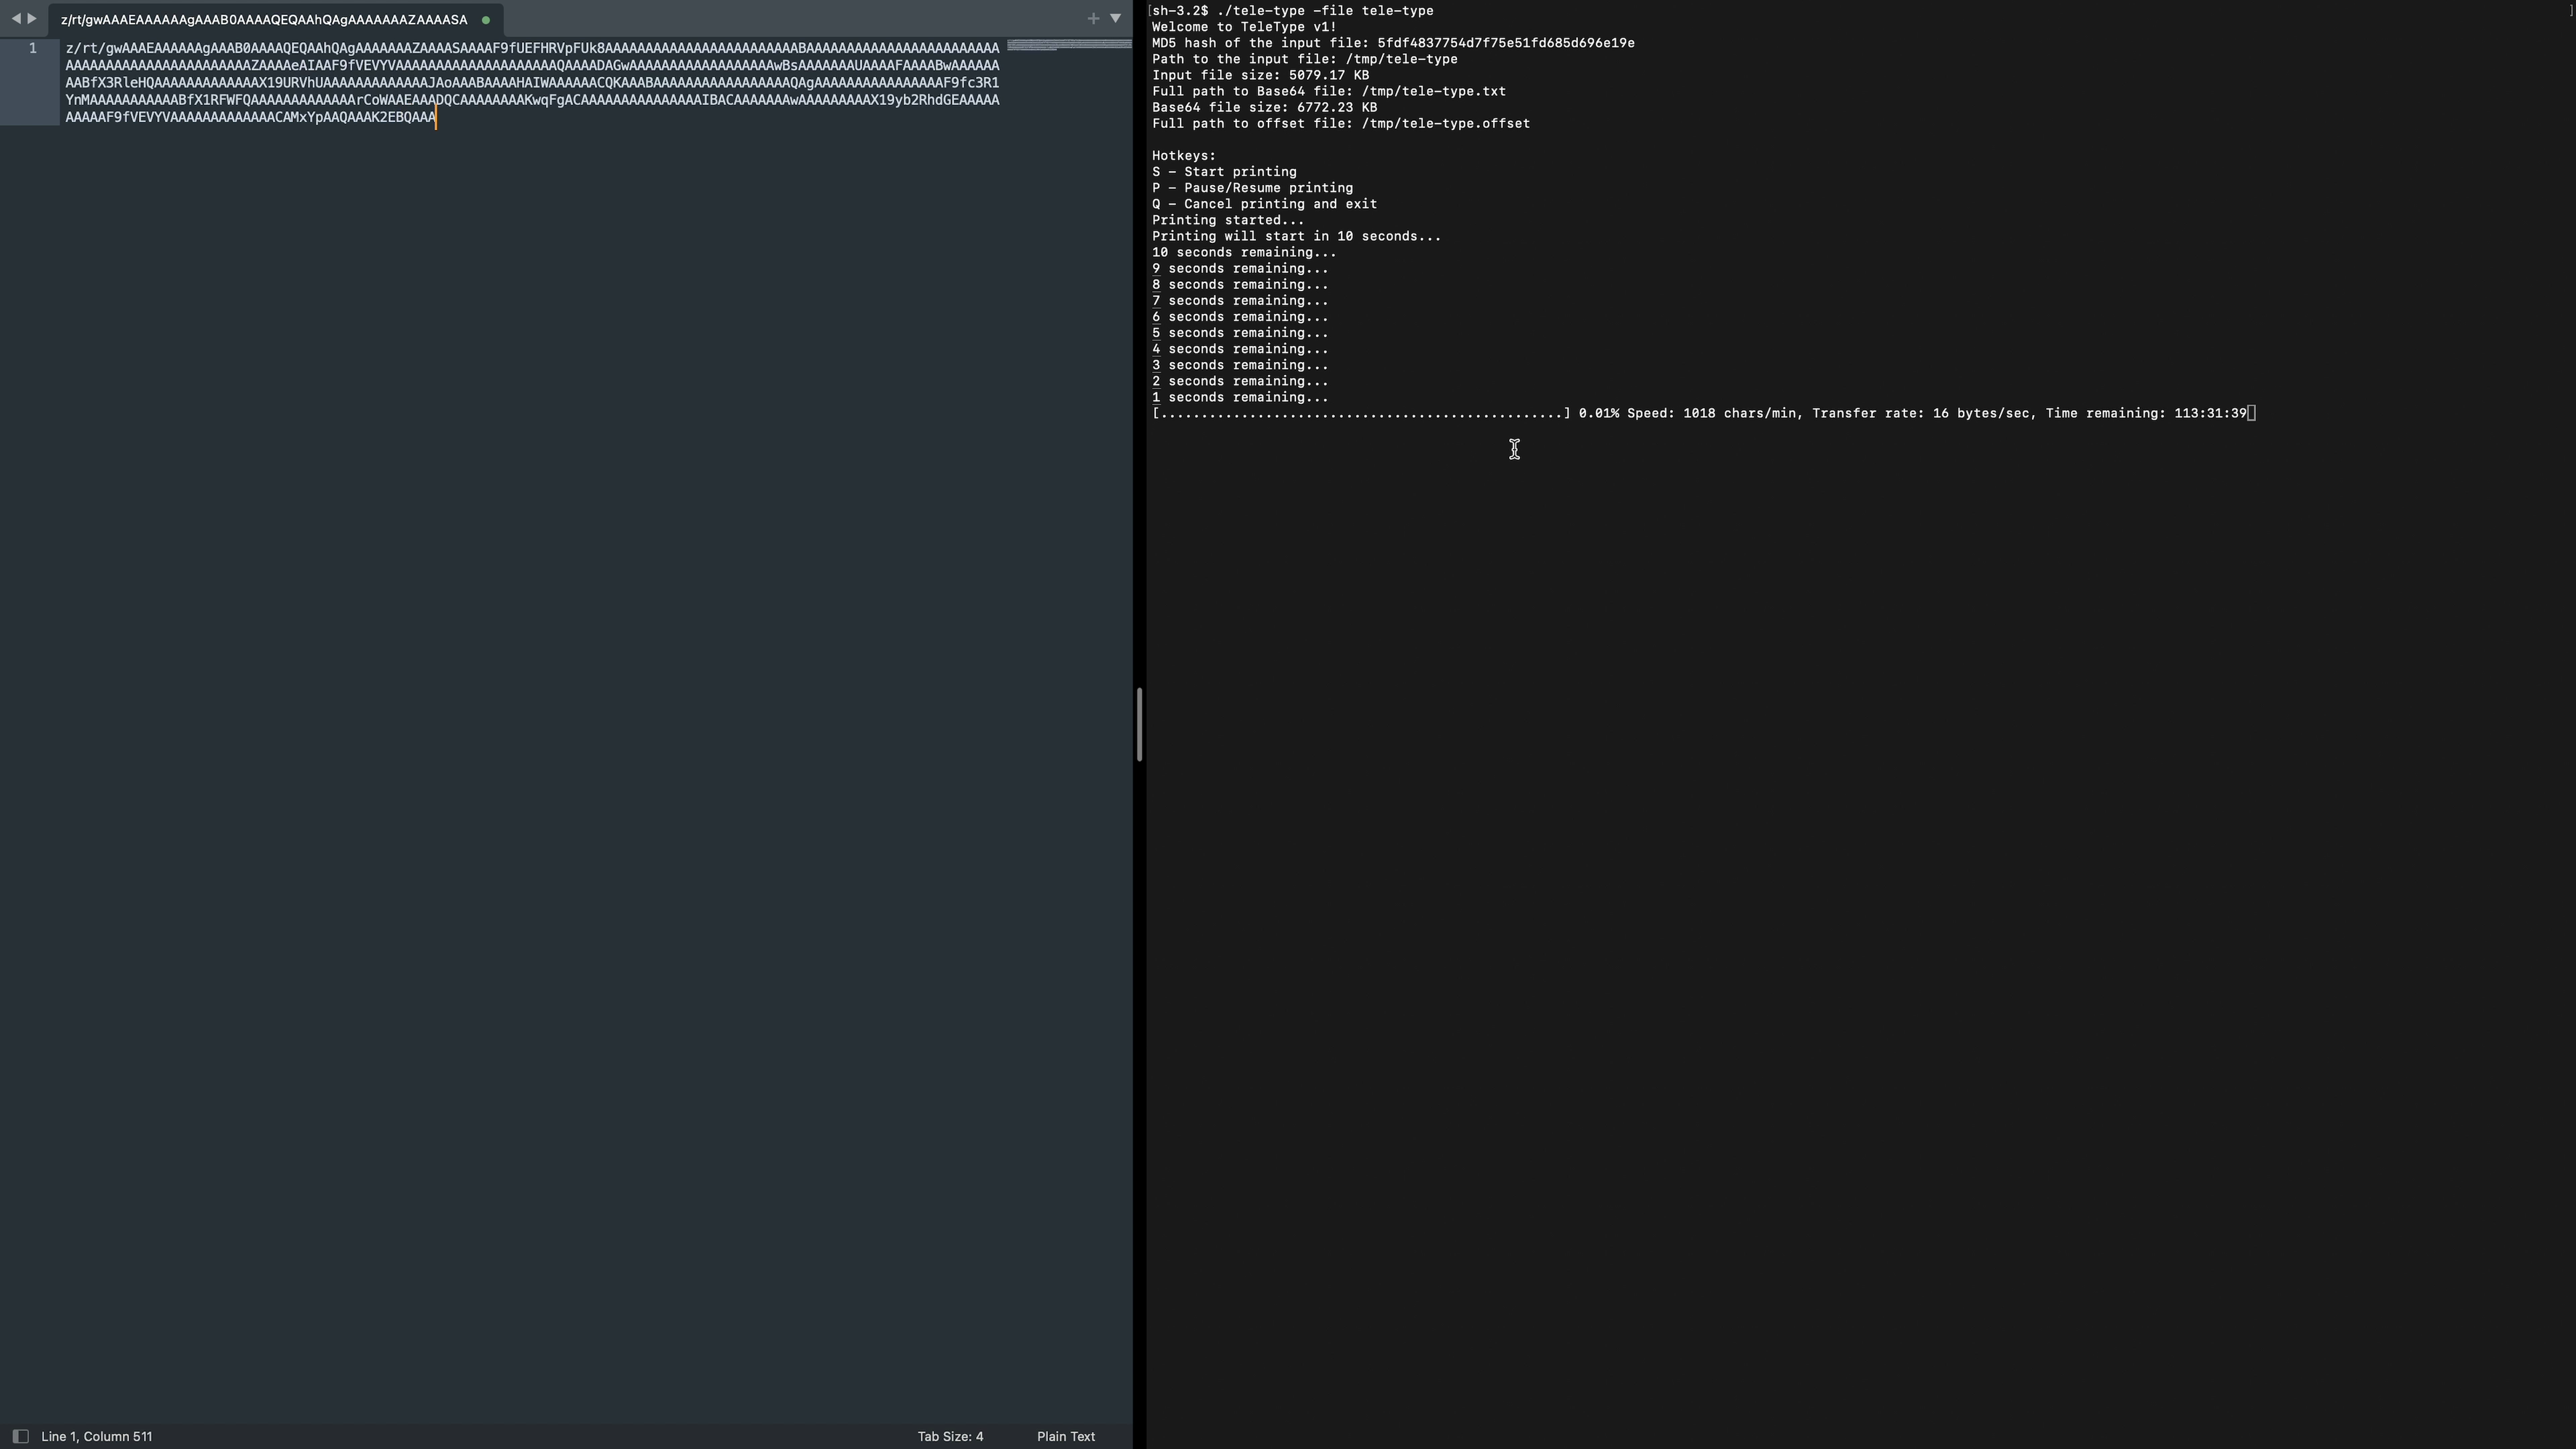 z/rt/gwAAAEAAAAAAgAAAB0AAAAQEQAAhQAgAAAAAAAZAAAASA
1
z/rt/gwAAAEAAAAAAgAAAB0AAAAQEQAAhQAgAAAAAAAZAAAASAAAAF9fUEFHRVpFUk8AAAAAAAAAAAAAAAAAAAAAAAAABAAAAAAAAAAAAAAAAAAAAAAAA
AAAAAAAAAAAAAAAAAAAAAAAZAAAAeAIAAF9fVEVYVAAAAAAAAAAAAAAAAAAAAQAAAADAGwAAAAAAAAAAAAAAAAAAwBsAAAAAAAUAAAAFAAAABwAAAAAA
AABfX3RleHQAAAAAAAAAAAAAX19URVhUAAAAAAAAAAAAAJAoAAABAAAAHAIWAAAAAACQKAAABAAAAAAAAAAAAAAAAAQAgAAAAAAAAAAAAAAAAF9fc3R1
YnMAAAAAAAAAAABfX1RFWFQAAAAAAAAAAAAArCoWAAEAAADQCAAAAAAAAKwqFgACAAAAAAAAAAAAAAAIBACAAAAAAAwAAAAAAAAAX19yb2RhdGEAAAAA
AAAAAF9fVEVYVAAAAAAAAAAAAACAMxYpAAQAAAK2EBQAAA
Line 1, Column 511
Tab Size: 4
Plain Text
sh-3.2$ ./tele-type -file tele-type
Welcome to TeleType v1!
MD5 hash of the input file: 5fdf4837754d7f75e51fd685d696e19e
Path to the input file: /tmp/tele-type
Input file size: 5079.17 KB
Full path to Base64 file: /tmp/tele-type.txt
Base64 file size: 6772.23 KB
Full path to offset file: /tmp/tele-type.offset
Hotkeys:
S - Start printing
P - Pause/Resume printing
Q - Cancel printing and exit
Printing started...
Printing will start in 10 seconds...
10 seconds remaining...
9 seconds remaining...
8 seconds remaining...
7 seconds remaining...
6 seconds remaining...
5 seconds remaining...
4 seconds remaining...
3 seconds remaining...
2 seconds remaining...
1 seconds remaining...
[..................................................] 0.01% Speed: 1018 chars/min, Transfer rate: 16 bytes/sec, Time remaining: 113:31:39